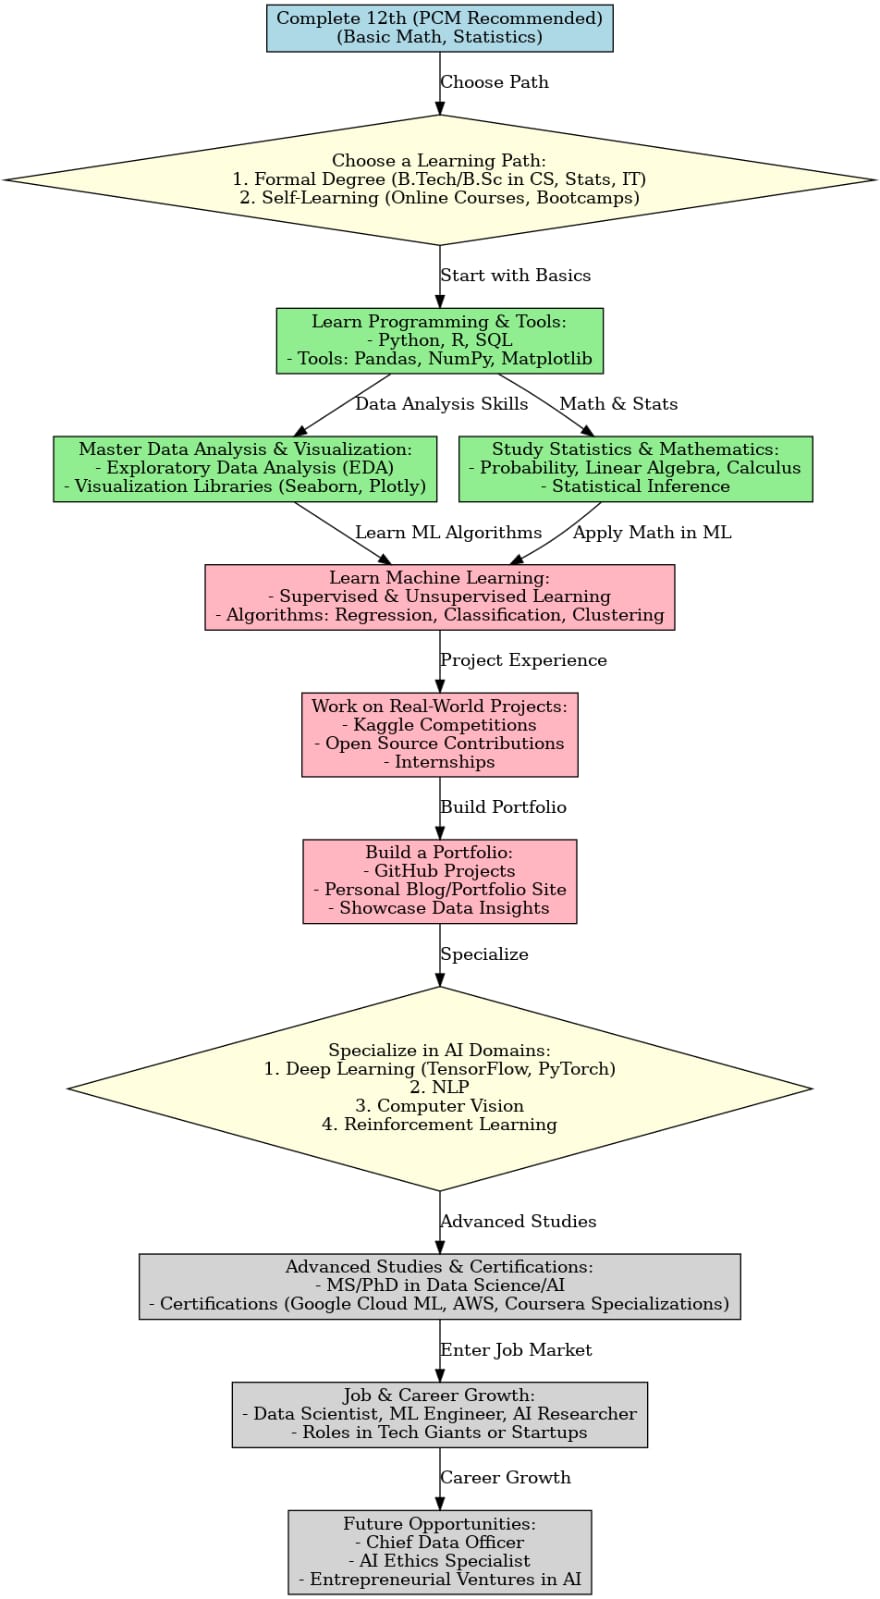 Complete 12th (PCM Recommended)
(Basic Math, Statistics)
Choose Path
Choose a Learning Path:
1. Formal Degree (B.Tech/B.Sc in CS, Stats, IT)
2. Self-Learning (Online Courses, Bootcamps)
Start with Basics
Learn Programming & Tools:
- Python, R, SQL
- Tools: Pandas, NumPy, Matplotlib
Data Analysis Skills
Math & Stats
Master Data Analysis & Visualization:
- Exploratory Data Analysis (EDA)
- Visualization Libraries (Seaborn, Plotly)
Study Statistics & Mathematics:
- Probability, Linear Algebra, Calculus
- Statistical Inference
Learn ML Algorithms
Apply Math in ML
Learn Machine Learning:
- Supervised & Unsupervised Learning
- Algorithms: Regression, Classification, Clustering
Project Experience
Work on Real-World Projects:
- Kaggle Competitions
- Open Source Contributions
- Internships
Build Portfolio
Build a Portfolio:
- GitHub Projects
- Personal Blog/Portfolio Site
- Showcase Data Insights
Specialize
Specialize in AI Domains:
1. Deep Learning (TensorFlow, PyTorch)
2. NLP
3. Computer Vision
4. Reinforcement Learning
Advanced Studies
Advanced Studies & Certifications:
- MS/PhD in Data Science/AI
- Certifications (Google Cloud ML, AWS, Coursera Specializations)
Enter Job Market
Job & Career Growth:
- Data Scientist, ML Engineer, AI Researcher
- Roles in Tech Giants or Startups
Career Growth
Future Opportunities:
- Chief Data Officer
- AI Ethics Specialist
- Entrepreneurial Ventures in AI